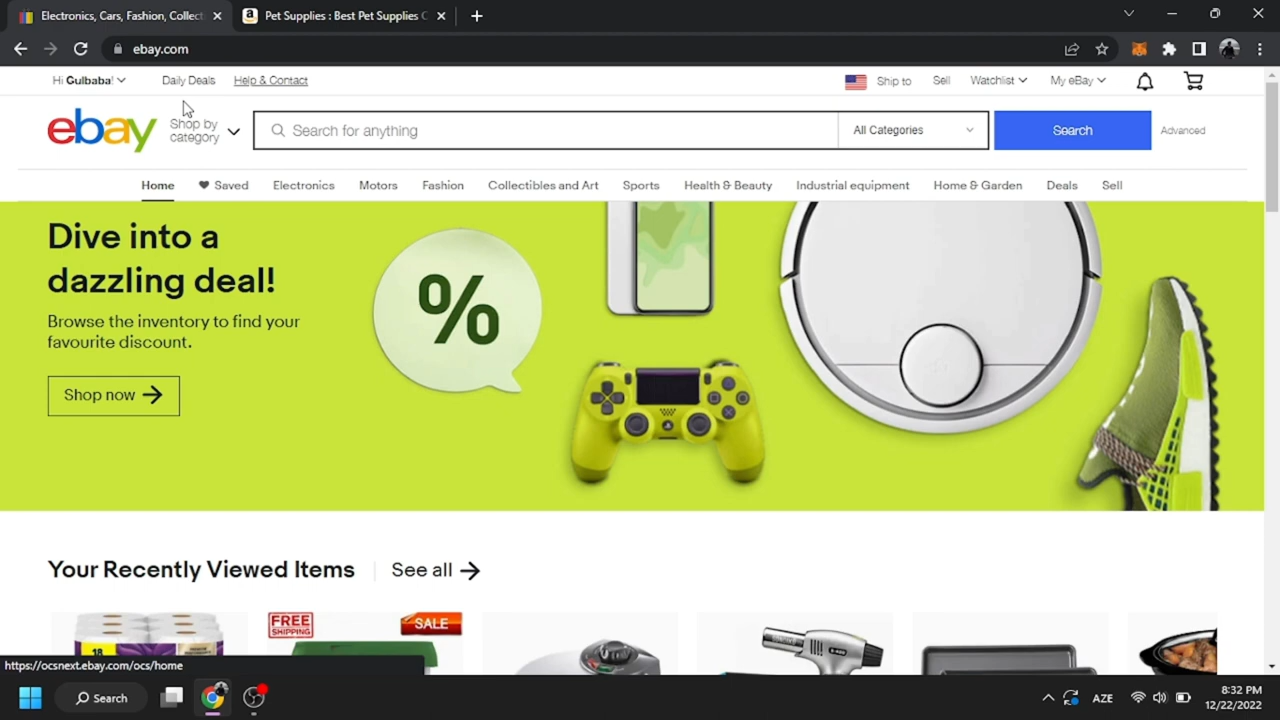 Electronics, Cars, Fashion, Collect
Pet Supplies : Best Pet Supplies C
ebay.com
Hi Gulbaba!
Daily Deals
Help & Contact
Ship to
Sell
Watchlist
My eBay
ebay
Shop by
category
Search for anything
All Categories
Search
Advanced
Home
Saved
Electronics
Motors
Fashion
Collectibles and Art
Sports
Health & Beauty
Industrial equipment
Home & Garden
Deals
Sell
Dive into a
dazzling deal!
Browse the inventory to find your
favourite discount.
Shop now
%
Your Recently Viewed Items
See all
18
FREE
SHIPPING
SALE
https://ocsnext.ebay.com/ocs/home
Search
AZE
8:32 PM
12/22/2022